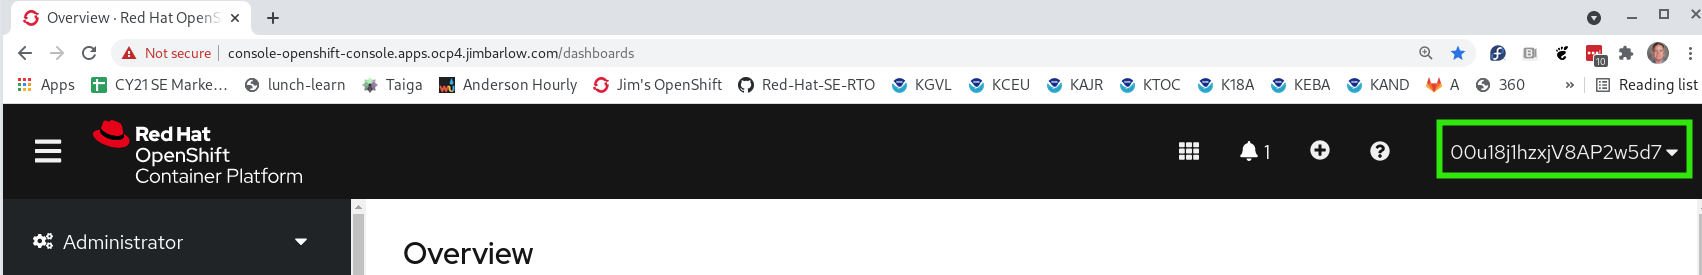 Overview · Red Hat OpenS
Not secure console-openshift-console.apps.ocp4.jimbarlow.com/dashboards
10
Apps CY21 SE Marke... lunch-learn Taiga Anderson Hourly Jim's OpenShift Red-Hat-SE-RTO KGVL KCEU KAJR KTOC K18A KEBA KAND A 360 » Reading list
Red Hat
OpenShift
Container Platform
1
00u18j1hzxjV8AP2w5d7
Administrator
Overview